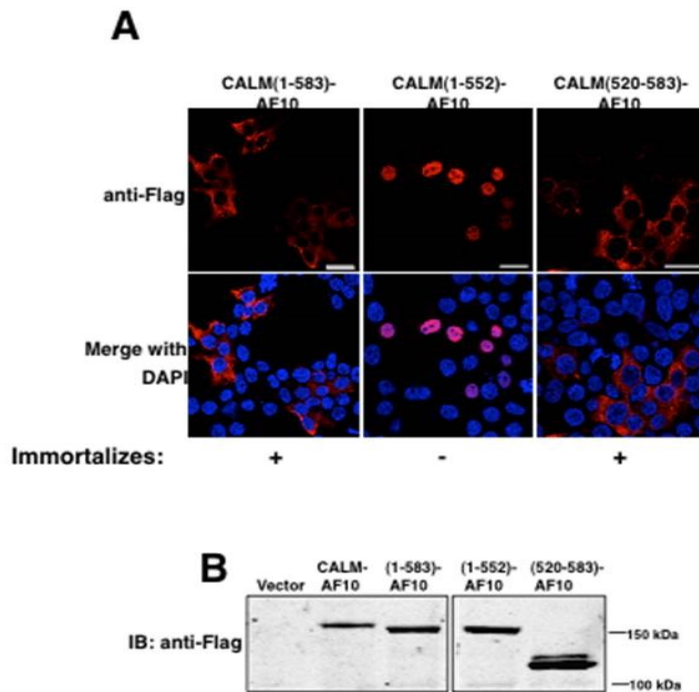 A
CALM(1-583)-
AF10
CALM(1-552)-
AF10
CALM(520-583)-
AF10
anti-Flag
Merge with
DAPI
Immortalizes: + - +
B
Vector
CALM-
AF10
(1-583)-
AF10
(1-552)-
AF10
(520-583)-
AF10
IB: anti-Flag
150 kDa
100 kDa